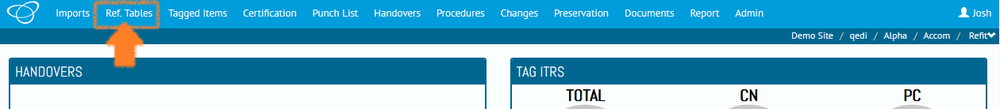 Imports Ref. Tables Tagged Items Certification Punch List Handovers Procedures Changes Preservation Documents Report Admin Josh
Demo Site / qedi / Alpha / Accom / Refit
HANDOVERS
TAG ITRS
TOTAL CN PC